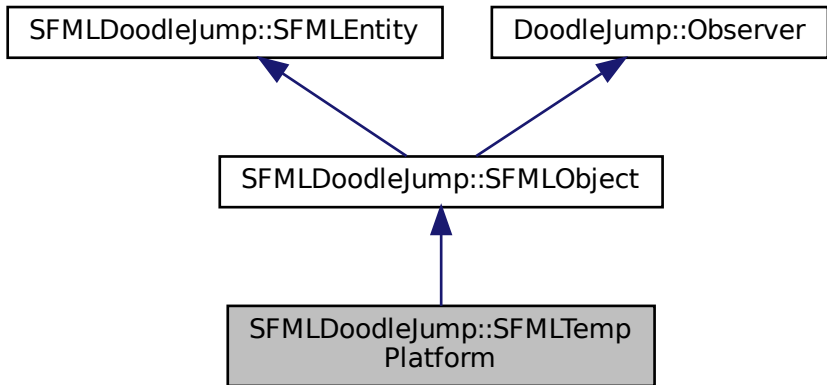 SFMLDoodleJump::SFMLEntity
DoodleJump::Observer
SFMLDoodleJump::SFMLObject
SFMLDoodleJump::SFMLTemp
Platform